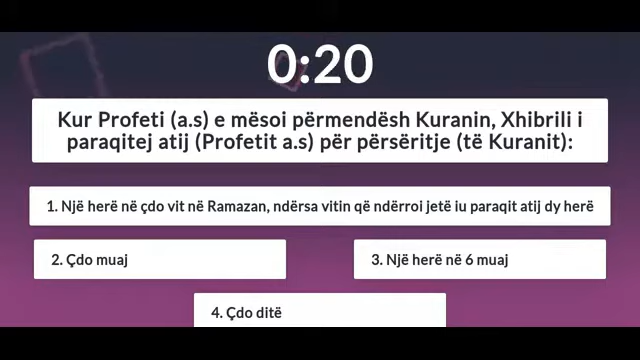 0:20
Kur Profeti (a.s) e mësoi përmendësh Kuranin, Xhibrili i
paraqitej atij (Profetit a.s) për përsëritje (të Kuranit):
1. Një herë në çdo vit në Ramazan, ndërsa vitin që ndërroi jetë iu paraqit atij dy herë
2. Çdo muaj
3. Një herë në 6 muaj
4. Çdo ditë